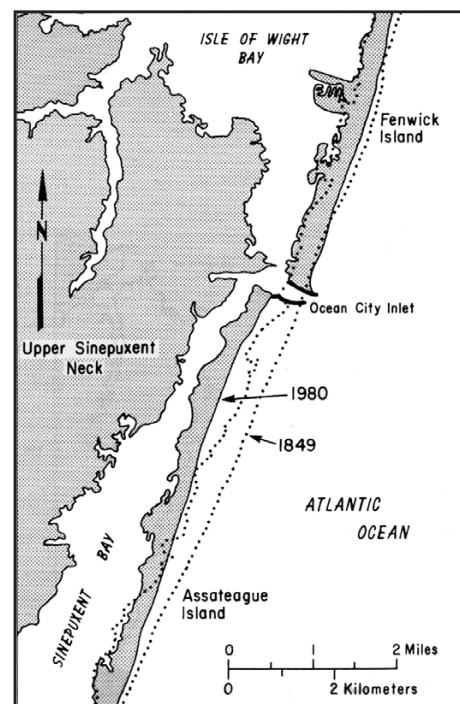 ISLE OF WIGHT
BAY
Fenwick
Island
N
Ocean City Inlet
Upper Sinepuxent
Neck
1980
1849
ATLANTIC
OCEAN
SINEPUXENT BAY
Assateague
Island
0 1 2 Miles
0 2 Kilometers